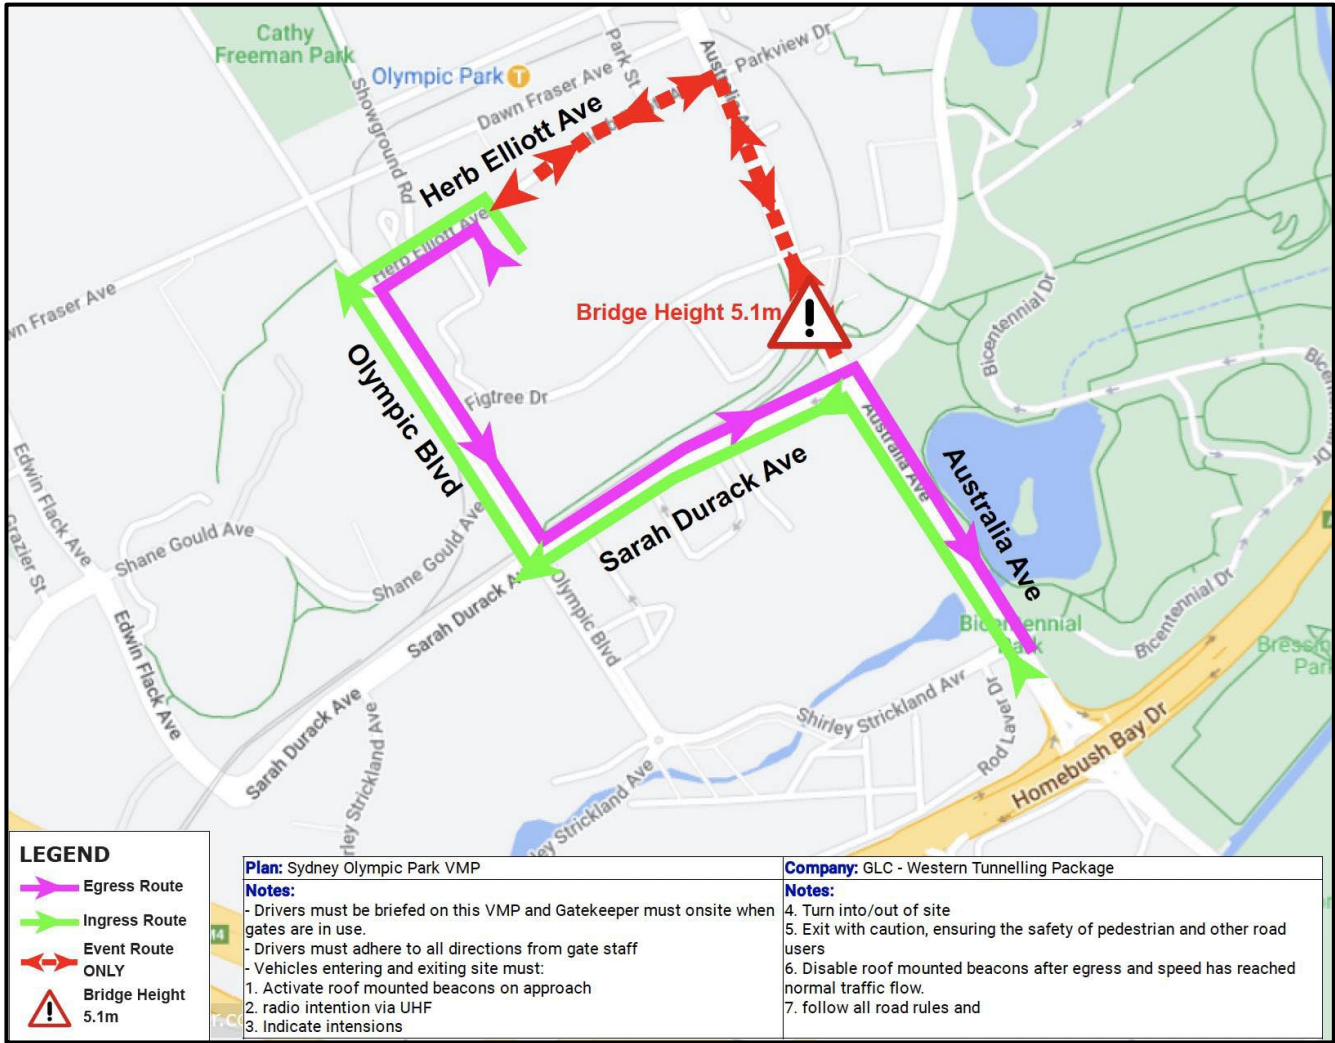 Cathy
Freeman Park
Olympic Park T
Dawn Fraser Ave
Park St
Parkview Dr
Showground Rd
Herb Elliott Ave
Herb Elliott Ave
Bridge Height 5.1m
Bicentennial Dr
Olympic Blvd
Figtree Dr
Australia Ave
Australia Ave
Sarah Durack Ave
Edwin Flack Ave
Grazier St
Shane Gould Ave
Shane Gould Ave
Edwin Flack Ave
Sarah Durack A
Olympic Blvd
Bicentennial
Park
Bicentennial Dr
Sarah Durack Ave
Shirley Strickland Ave
Rod Laver Dr
Homebush Bay Dr
rley Strickland Ave
ley Strickland Ave
wn Fraser Ave
LEGEND
Egress Route
Ingress Route
Event Route
ONLY
Bridge Height
5.1m
M4
Plan: Sydney Olympic Park VMP
Notes:
- Drivers must be briefed on this VMP and Gatekeeper must onsite when
gates are in use.
- Drivers must adhere to all directions from gate staff
- Vehicles entering and exiting site must:
1. Activate roof mounted beacons on approach
2. radio intention via UHF
3. Indicate intensions
Company: GLC - Western Tunnelling Package
Notes:
4. Turn into/out of site
5. Exit with caution, ensuring the safety of pedestrian and other road
users
6. Disable roof mounted beacons after egress and speed has reached
normal traffic flow.
7. follow all road rules and